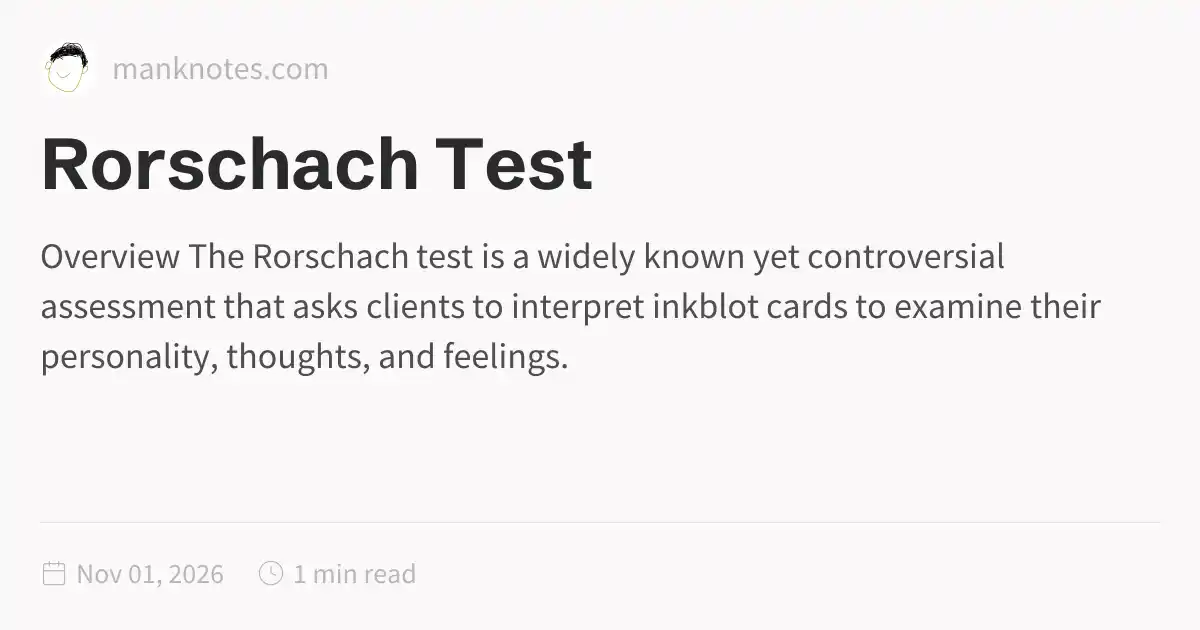 manknotes.com
Rorschach Test
Overview The Rorschach test is a widely known yet controversial
assessment that asks clients to interpret inkblot cards to examine their
personality, thoughts, and feelings.
Nov 01, 2026 1 min read